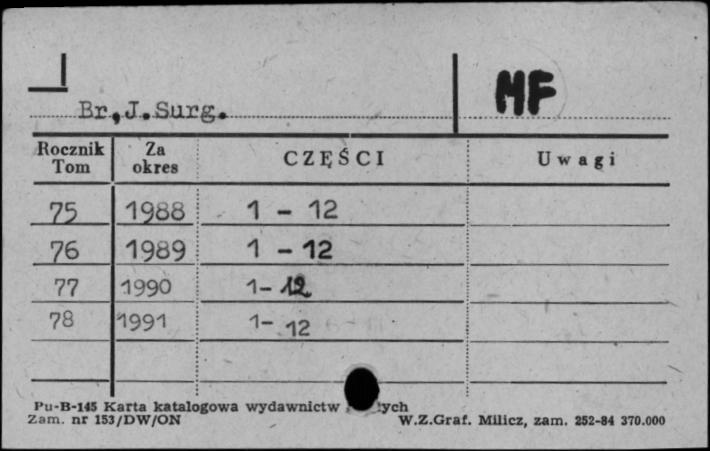 MF
Br,J.Surg.
Rocznik Tom Za okres CZĘŚCI Uwagi
75 1988 1 - 12
76 1989 1 - 12
77 1990 1- 12
78 1991 1- 12
Pu-B-145 Karta katalogowa wydawnictw
Zam. nr 153/DW/ON W.Z.Graf. Milicz, zam. 252-84 370.000